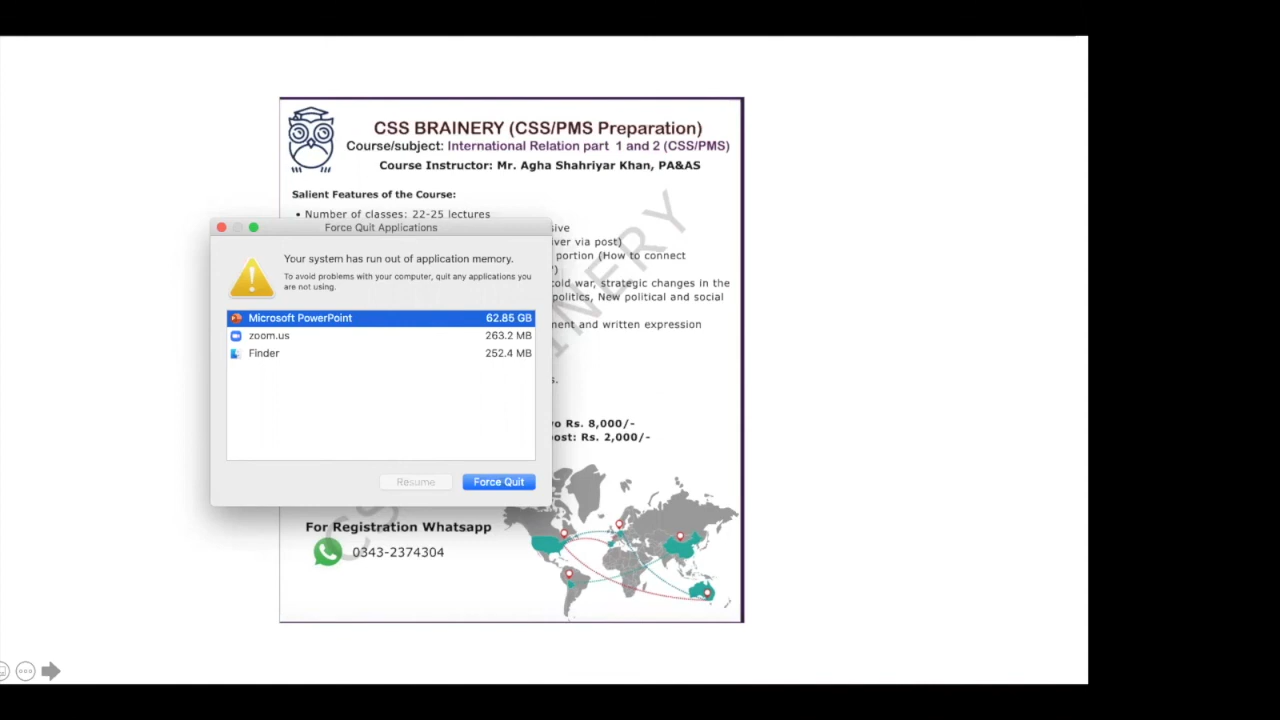 CSS BRAINERY (CSS/PMS Preparation)
Course/subject: International Relation part 1 and 2 (CSS/PMS)
Course Instructor: Mr. Agha Shahriyar Khan, PA&AS
Salient Features of the Course:
• Number of classes: 22-25 lectures
Force Quit Applications
Your system has run out of application memory.
To avoid problems with your computer, quit any applications you
are not using.
Microsoft PowerPoint 62.85 GB
zoom.us 263.2 MB
Finder 252.4 MB
Resume Force Quit
sive
iver via post)
portion (How to connect
")
cold war, strategic changes in the
politics, New political and social
ment and written expression
s.
o Rs. 8,000/-
ost: Rs. 2,000/-
For Registration Whatsapp
0343-2374304